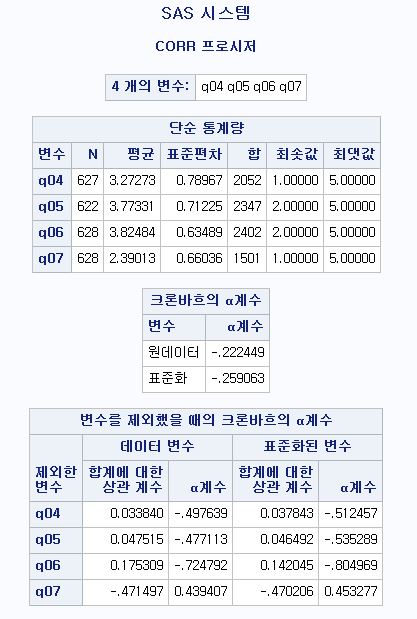 SAS 시스템
CORR 프로시저
4 개의 변수: q04 q05 q06 q07
단순 통계량
변수 N 평균 표준편차 합 최솟값 최댓값
q04 627 3.27273 0.78967 2052 1.00000 5.00000
q05 622 3.77331 0.71225 2347 2.00000 5.00000
q06 628 3.82484 0.63489 2402 2.00000 5.00000
q07 628 2.39013 0.66036 1501 1.00000 5.00000
크론바흐의 α계수
변수 α계수
원데이터 -.222449
표준화 -.259063
변수를 제외했을 때의 크론바흐의 α계수
데이터 변수 표준화된 변수
제외한 합계에 대한 합계에 대한
변수 상관 계수 α계수 상관 계수 α계수
q04 0.033840 -.497639 0.037843 -.512457
q05 0.047515 -.477113 0.046492 -.535289
q06 0.175309 -.724792 0.142045 -.804969
q07 -.471497 0.439407 -.470206 0.453277